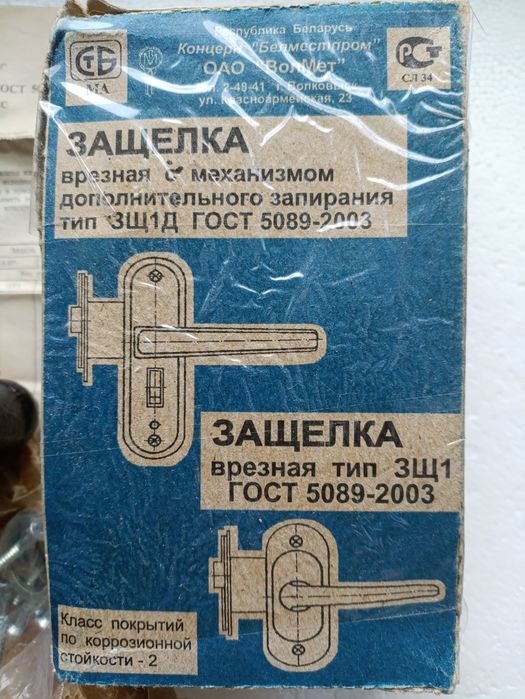 Республика Беларусь
Концерн "Белместпром"
ОАО "ВолМет"
2-48-41 г. Волковыск
ул. Красноармейская, 23
СТБ
МА
РСТ
СЛ 34
ЗАЩЕЛКА
врезная с механизмом
дополнительного запирания
тип ЗЩ1Д ГОСТ 5089-2003
ЗАЩЕЛКА
врезная тип ЗЩ1
ГОСТ 5089-2003
Класс покрытий
по коррозионной
стойкости - 2